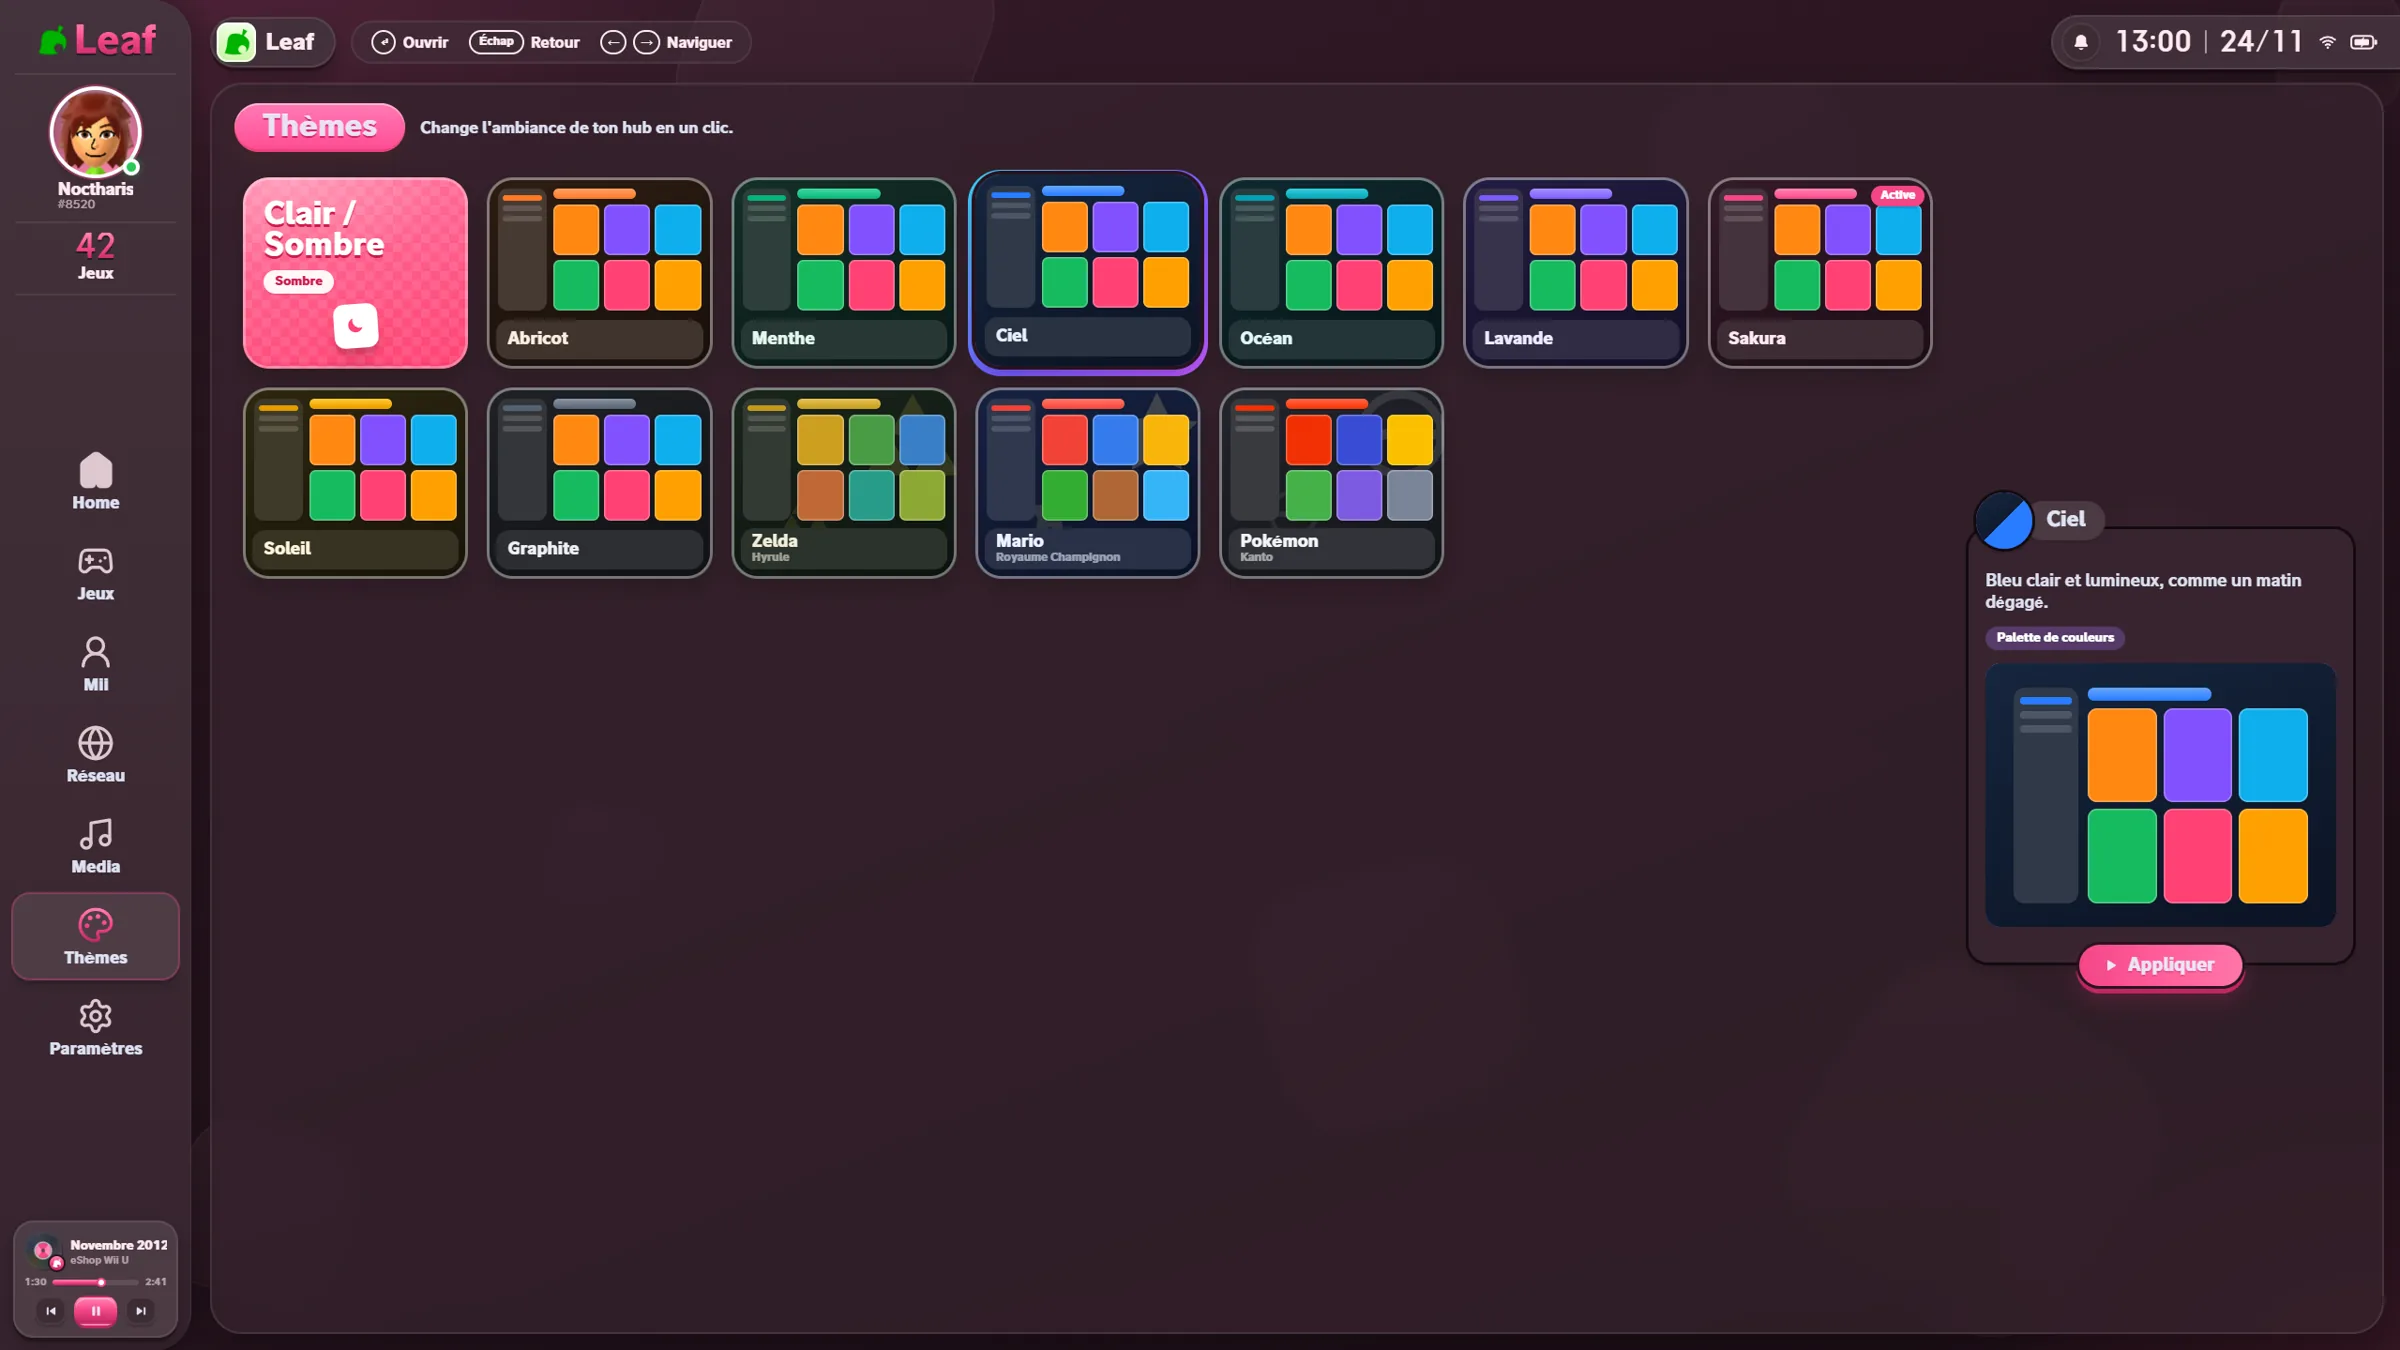 Leaf
Noctharis
#8520
42
Jeux
Home
Jeux
Mii
Réseau
Media
Thèmes
Paramètres
Novembre 2012
eShop Wii U
1:30
2:41
Leaf
Ouvrir
Échap
Retour
Naviguer
13:00 | 24/11
Thèmes
Change l'ambiance de ton hub en un clic.
Clair /
Sombre
Sombre
Abricot
Menthe
Ciel
Océan
Lavande
Active
Sakura
Soleil
Graphite
Zelda
Hyrule
Mario
Royaume Champignon
Pokémon
Kanto
Ciel
Bleu clair et lumineux, comme un matin
dégagé.
Palette de couleurs
Appliquer